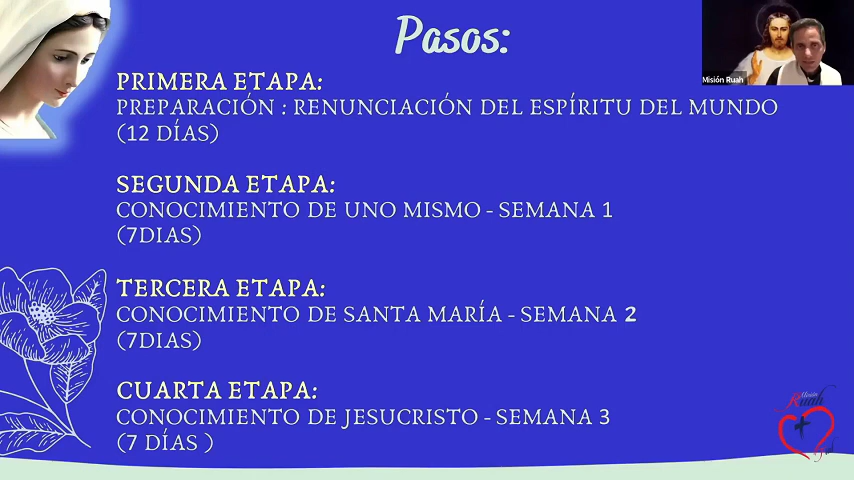 Pasos:
Misión Ruah
PRIMERA ETAPA:
PREPARACIÓN : RENUNCIACIÓN DEL ESPÍRITU DEL MUNDO
(12 DÍAS)
SEGUNDA ETAPA:
CONOCIMIENTO DE UNO MISMO - SEMANA 1
(7DIAS)
TERCERA ETAPA:
CONOCIMIENTO DE SANTA MARÍA - SEMANA 2
(7DIAS)
CUARTA ETAPA:
CONOCIMIENTO DE JESUCRISTO - SEMANA 3
(7 DÍAS )
Misión
Ruah